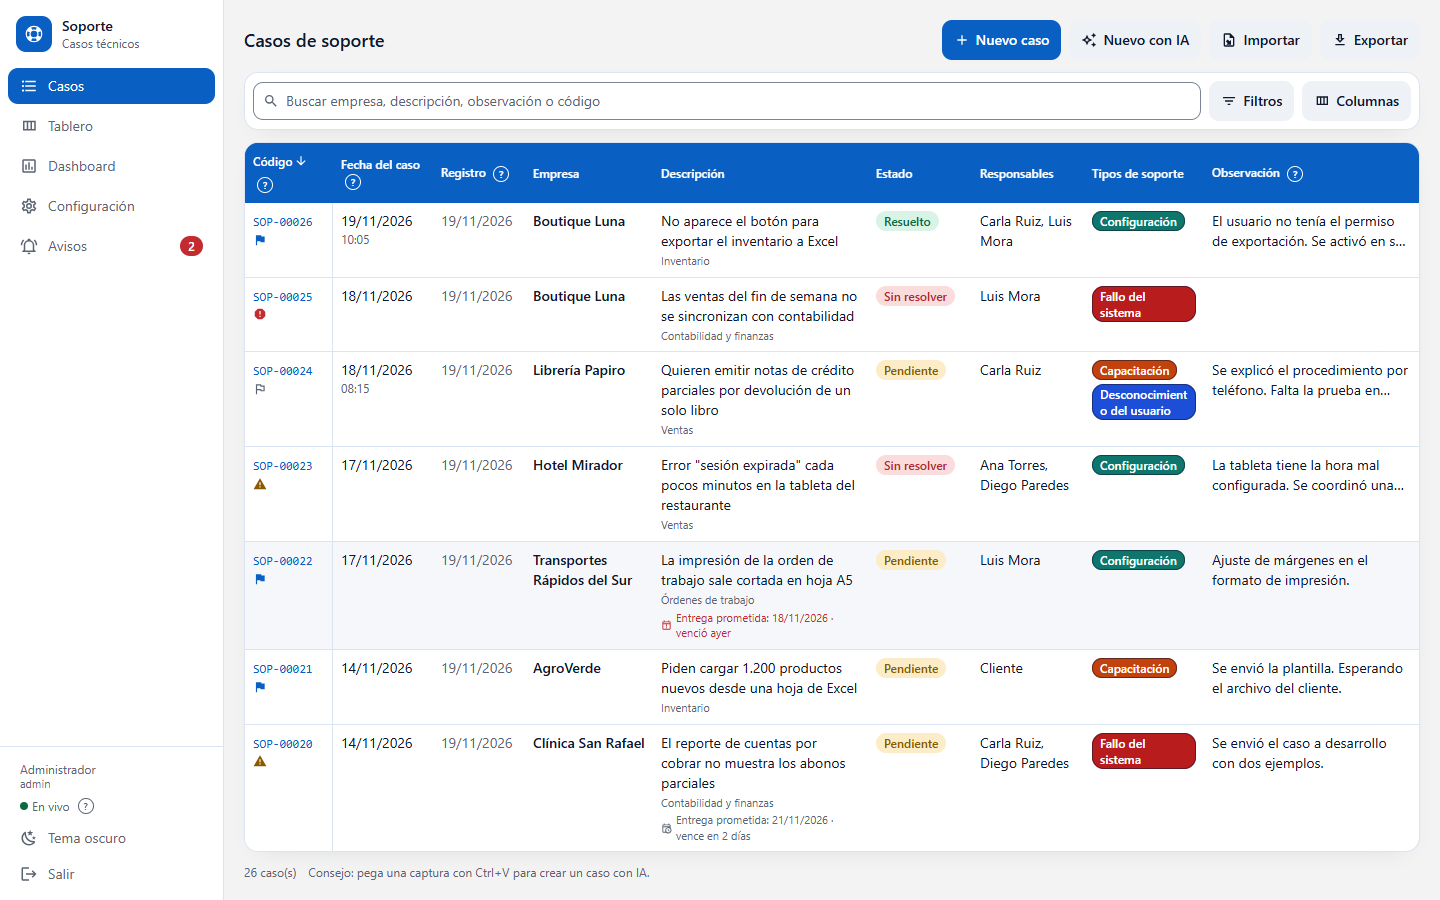 Soporte
Casos técnicos
Casos
Tablero
Dashboard
Configuración
Avisos
2
Administrador
admin
En vivo ?
Tema oscuro
Salir
Casos de soporte
Nuevo caso
Nuevo con IA
Importar
Exportar
Buscar empresa, descripción, observación o código
Filtros
Columnas
Código
?
Fecha del caso
?
Registro ?
Empresa
Descripción
Estado
Responsables
Tipos de soporte
Observación ?
SOP-00026
19/11/2026
10:05
19/11/2026
Boutique Luna
No aparece el botón para
exportar el inventario a Excel
Inventario
Resuelto
Carla Ruiz, Luis
Mora
Configuración
El usuario no tenía el permiso
de exportación. Se activó en s...
SOP-00025
18/11/2026
19/11/2026
Boutique Luna
Las ventas del fin de semana no
se sincronizan con contabilidad
Contabilidad y finanzas
Sin resolver
Luis Mora
Fallo del
sistema
SOP-00024
18/11/2026
08:15
19/11/2026
Librería Papiro
Quieren emitir notas de crédito
parciales por devolución de un
solo libro
Ventas
Pendiente
Carla Ruiz
Capacitación
Desconocimient
o del usuario
Se explicó el procedimiento por
teléfono. Falta la prueba en...
SOP-00023
17/11/2026
19/11/2026
Hotel Mirador
Error "sesión expirada" cada
pocos minutos en la tableta del
restaurante
Ventas
Sin resolver
Ana Torres,
Diego Paredes
Configuración
La tableta tiene la hora mal
configurada. Se coordinó una...
SOP-00022
17/11/2026
19/11/2026
Transportes
Rápidos del Sur
La impresión de la orden de
trabajo sale cortada en hoja A5
Órdenes de trabajo
Entrega prometida: 18/11/2026 ·
venció ayer
Pendiente
Luis Mora
Configuración
Ajuste de márgenes en el
formato de impresión.
SOP-00021
14/11/2026
19/11/2026
AgroVerde
Piden cargar 1.200 productos
nuevos desde una hoja de Excel
Inventario
Pendiente
Cliente
Capacitación
Se envió la plantilla. Esperando
el archivo del cliente.
SOP-00020
14/11/2026
19/11/2026
Clínica San Rafael
El reporte de cuentas por
cobrar no muestra los abonos
parciales
Contabilidad y finanzas
Entrega prometida: 21/11/2026 ·
vence en 2 días
Pendiente
Carla Ruiz,
Diego Paredes
Fallo del
sistema
Se envió el caso a desarrollo
con dos ejemplos.
26 caso(s)
Consejo: pega una captura con Ctrl+V para crear un caso con IA.